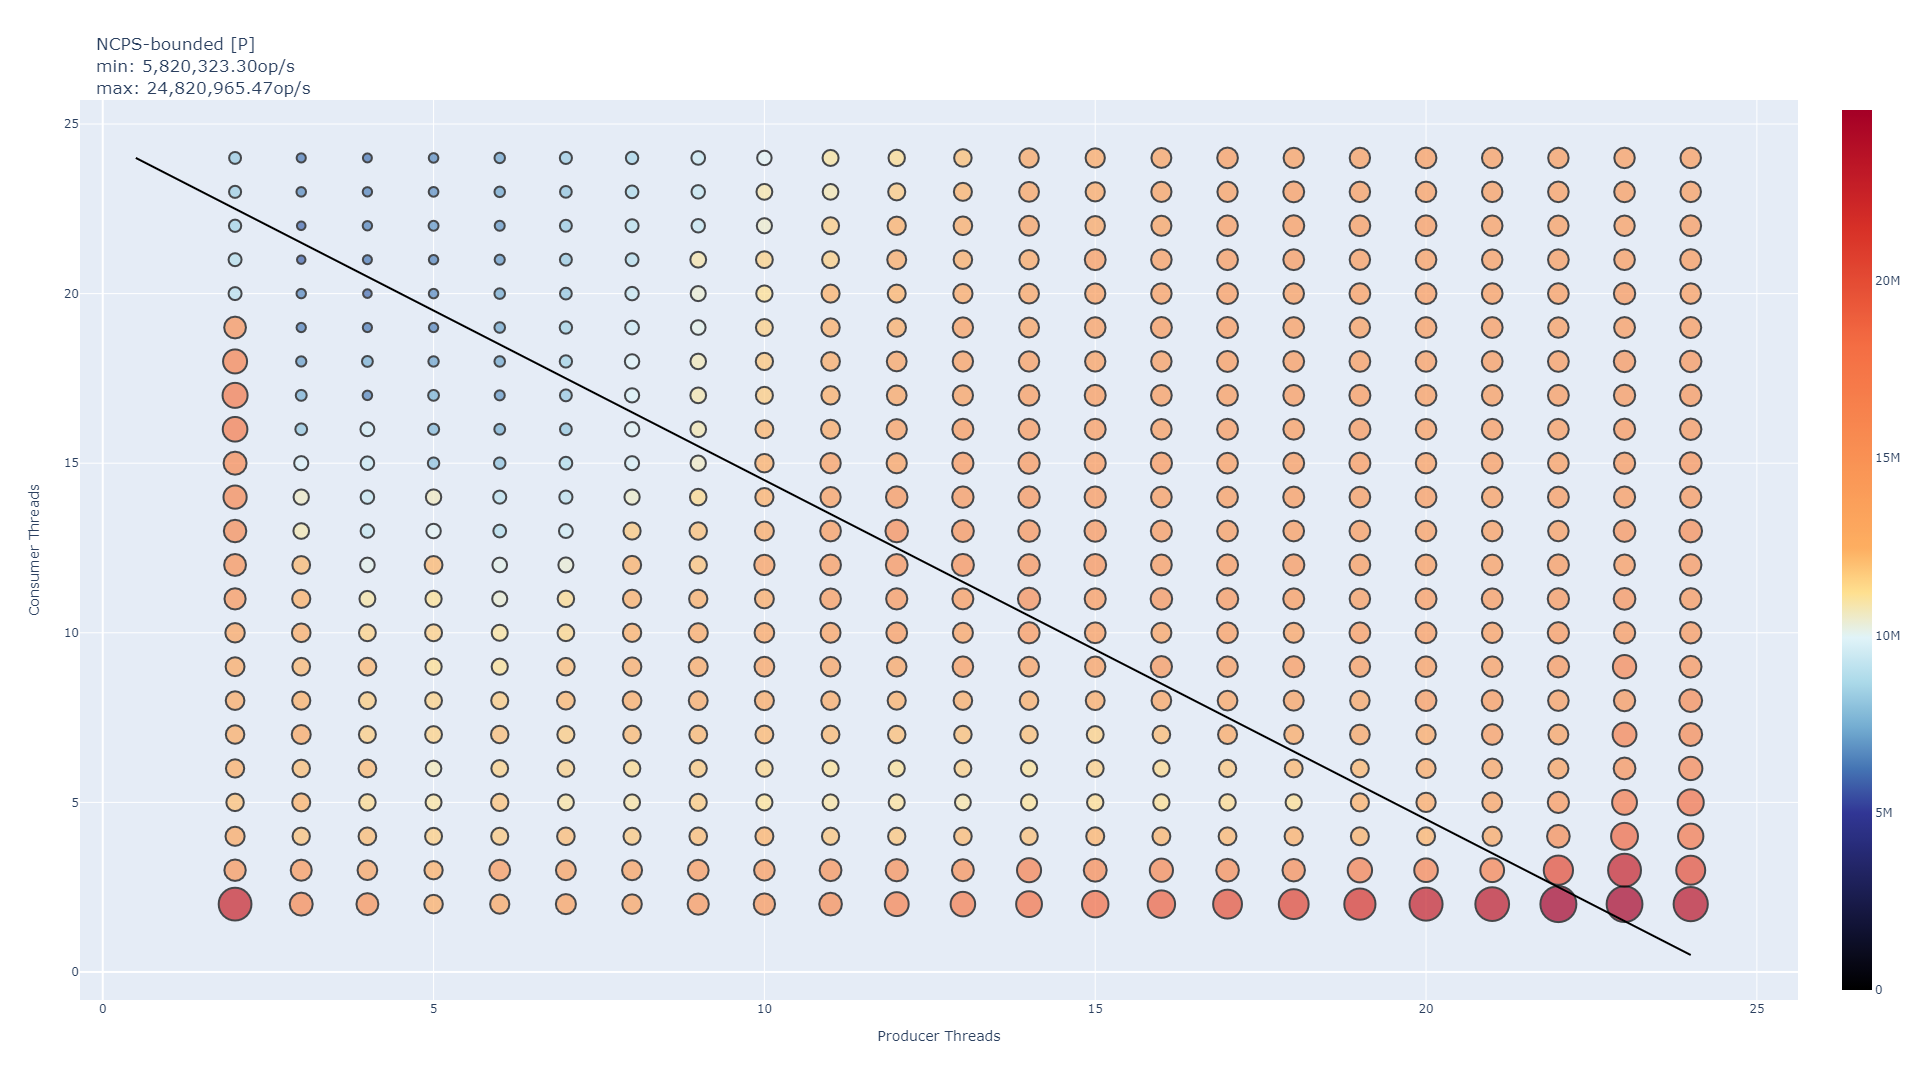 NCPS-bounded [P]
min: 5,820,323.30op/s
max: 24,820,965.47op/s
25
20
15
10
5
0
Consumer Threads
0
5
10
15
20
25
Producer Threads
20M
15M
10M
5M
0